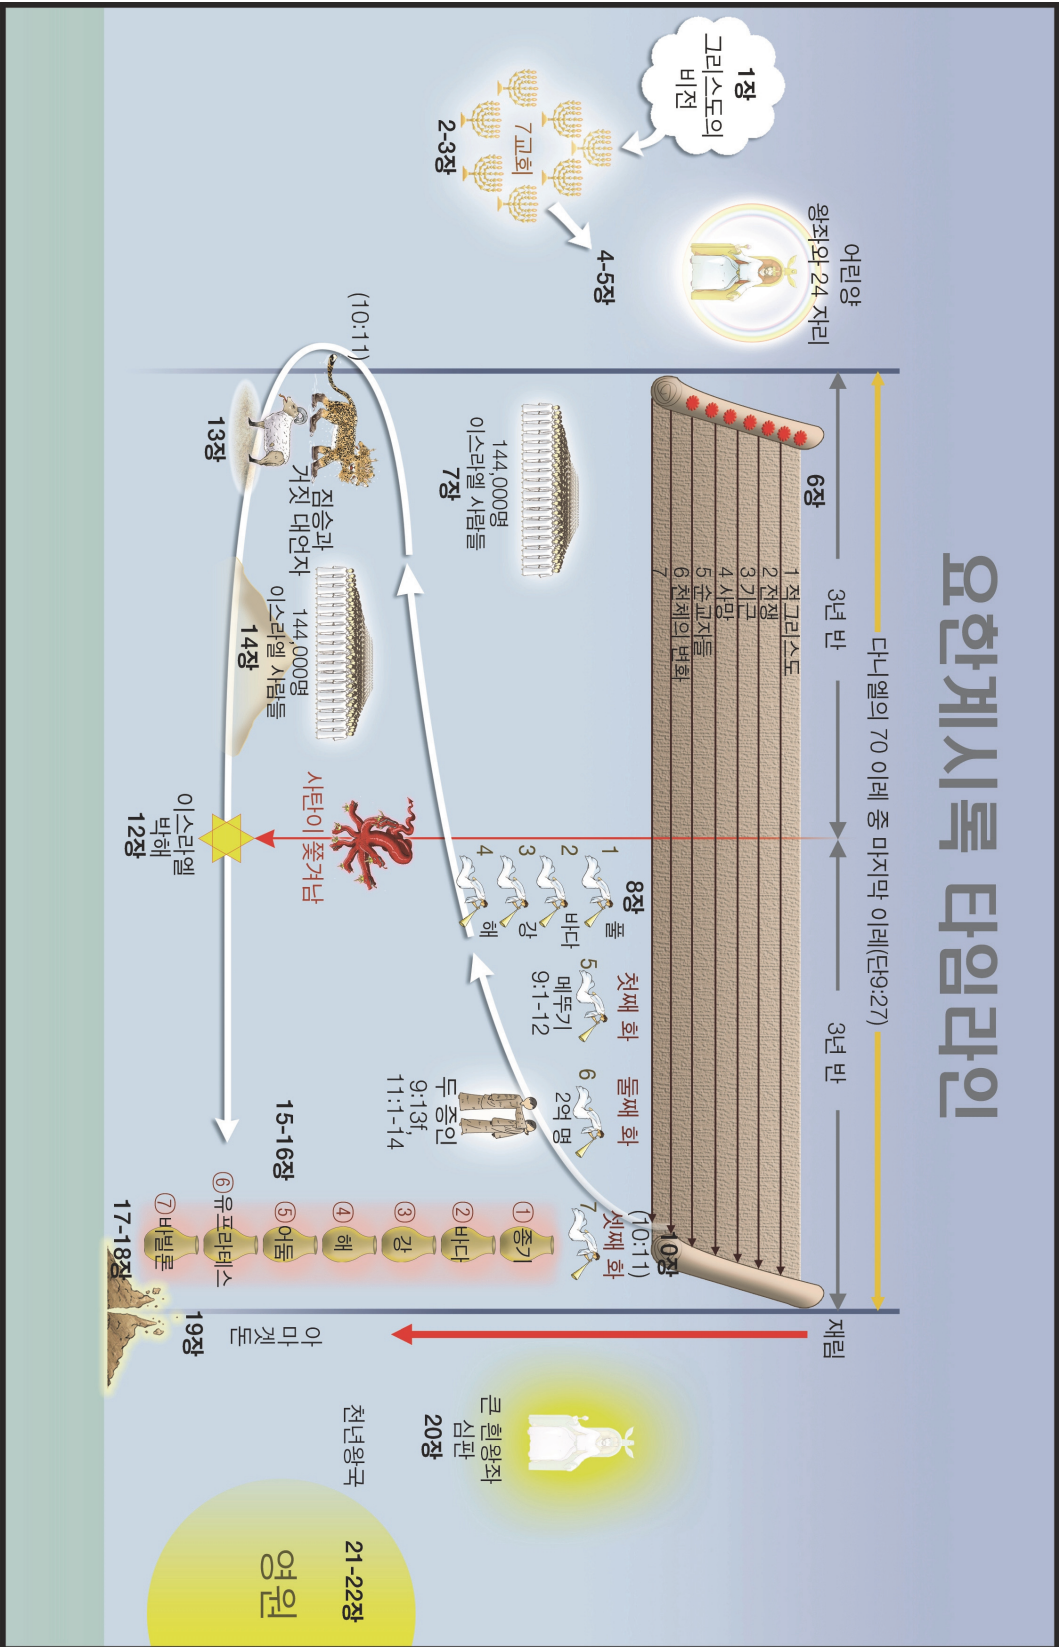 요한계시록 타임라인
다니엘의 70 이레 중 마지막 이레(단9:27)
3년 반
3년 반
재림
1장
그리스도의
비전
7교회
2-3장
4-5장
어린양
왕좌와 24 자리
6장
1 적그리스도
2 전쟁
3 기근
4 사망
5 순교자들
6 천체의 변화
7
144,000명
이스라엘 사람들
7장
8장
1 풀
2 바다
3 강
4 해
첫째 화
5
메뚜기
9:1-12
둘째 화
6
2억 명
두 증인
9:13f,
11:1-14
셋째 화
7
(10:11)
10장
(10:11)
짐승과
거짓 대언자
13장
144,000명
이스라엘 사람들
14장
사탄이 쫓겨남
이스라엘
박해
12장
15-16장
①종기
②바다
③강
④해
⑤어둠
⑥유프라테스
⑦바빌론
17-18장
19장
아
마
겟
돈
큰 흰왕좌
심판
20장
천년왕국
21-22장
영원